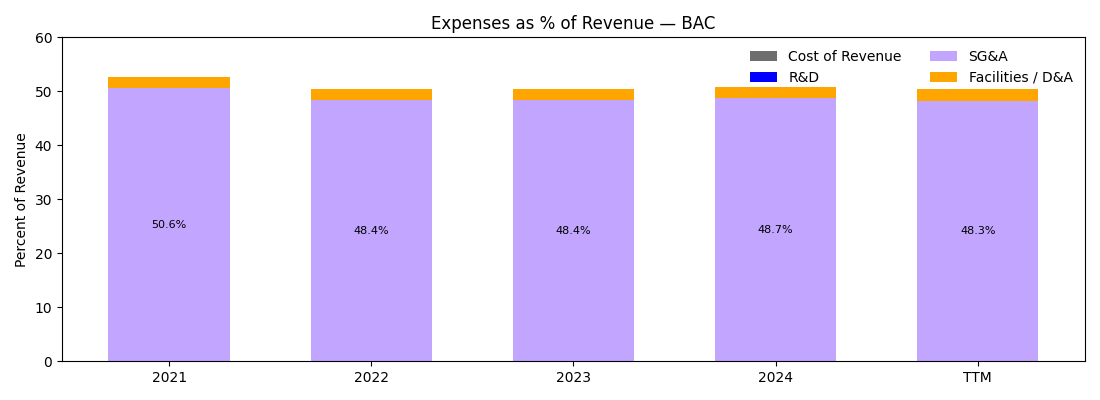 Expenses as % of Revenue — BAC
Percent of Revenue
60
50
40
30
20
10
0
Cost of Revenue
R&D
SG&A
Facilities / D&A
50.6%
48.4%
48.4%
48.7%
48.3%
2021
2022
2023
2024
TTM